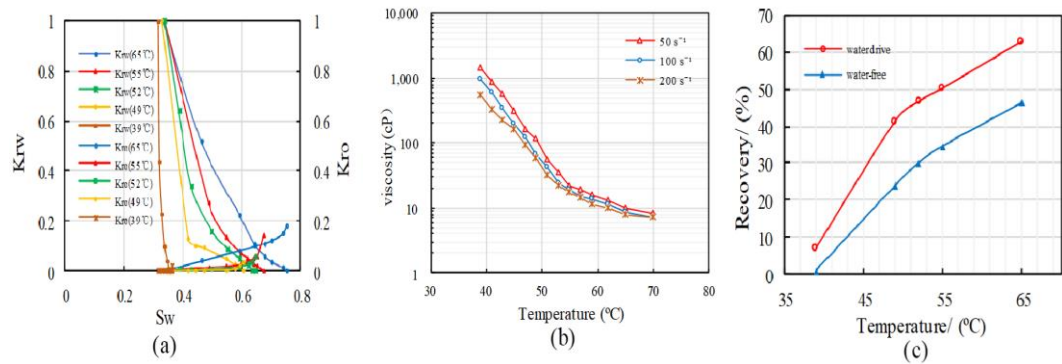 1
0.8
0.6
0.4
0.2
0
Krw
Krw(65℃)
Krw(55℃)
Krw(52℃)
Krw(49℃)
Krw(39℃)
Kro(65℃)
Kro(55℃)
Kro(52℃)
Kro(49℃)
Kro(39℃)
1
0.8
0.6
0.4
0.2
0
Kro
0 0.2 0.4 0.6 0.8
Sw
(a)
10,000
1,000
100
10
1
viscosity (cP)
50 s⁻¹
100 s⁻¹
200 s⁻¹
30 40 50 60 70 80
Temperature (ºC)
(b)
70
60
50
40
30
20
10
0
Recovery/ (%)
waterdrive
water-free
35 45 55 65
Temperature/ (ºC)
(c)